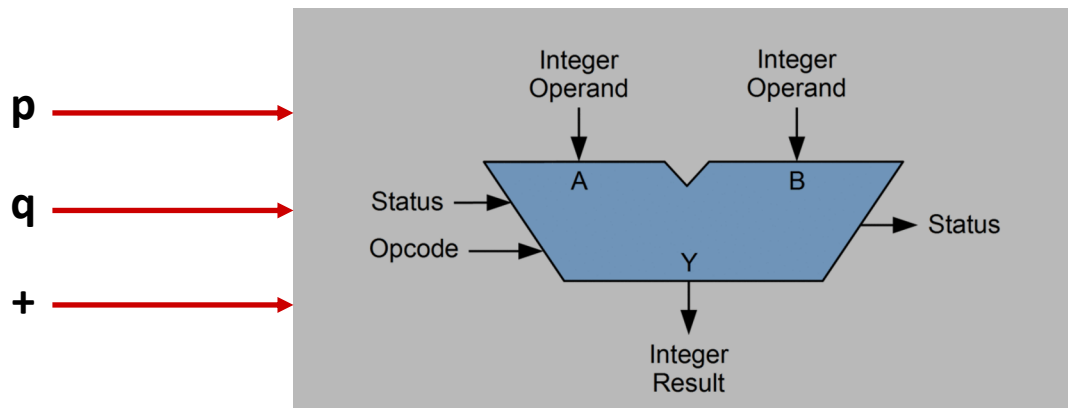 p
q
+
Integer
Operand
Integer
Operand
A
B
Status
Opcode
Status
Y
Integer
Result